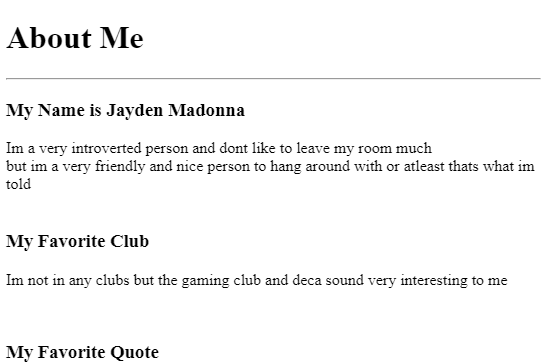 About Me
My Name is Jayden Madonna
Im a very introverted person and dont like to leave my room much
but im a very friendly and nice person to hang around with or atleast thats what im
told
My Favorite Club
Im not in any clubs but the gaming club and deca sound very interesting to me
My Favorite Quote